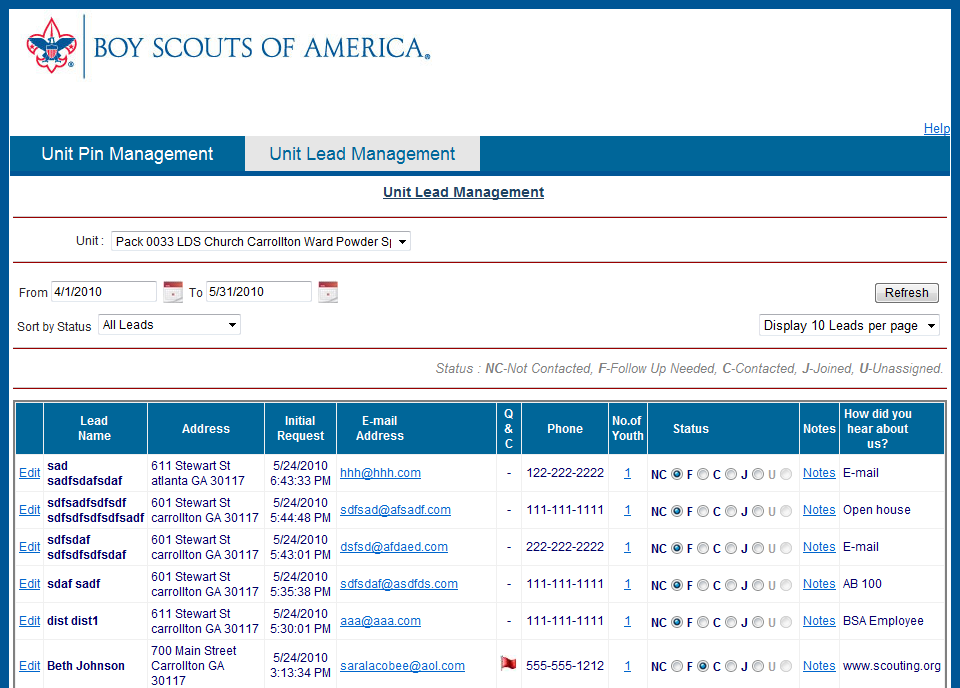 BOY SCOUTS OF AMERICA®
Help
Unit Pin Management Unit Lead Management
Unit Lead Management
Unit : Pack 0033 LDS Church Carrollton Ward Powder Sp
From 4/1/2010 To 5/31/2010 Refresh
Sort by Status All Leads Display 10 Leads per page
Status : NC-Not Contacted, F-Follow Up Needed, C-Contacted, J-Joined, U-Unassigned.
Lead Name Address Initial Request E-mail Address Q & C Phone No.of Youth Status Notes How did you hear about us?
Edit sad sadfsdafsdaf 611 Stewart St atlanta GA 30117 5/24/2010 6:43:33 PM hhh@hhh.com - 122-222-2222 1 NC F C J U Notes E-mail
Edit sdfsadfsdfsdf sdfsdfsdfsdfsadf 601 Stewart St carrollton GA 30117 5/24/2010 5:44:48 PM sdfsad@afsadf.com - 111-111-1111 1 NC F C J U Notes Open house
Edit sdfsdaf sdfsdfsdfsdaf 601 Stewart St carrollton GA 30117 5/24/2010 5:43:01 PM dsfsd@afdaed.com - 222-222-2222 1 NC F C J U Notes E-mail
Edit sdaf sadf 601 Stewart St carrollton GA 30117 5/24/2010 5:35:38 PM sdfsdaf@asdfds.com - 111-111-1111 1 NC F C J U Notes AB 100
Edit dist dist1 611 Stewart St carrollton GA 30117 5/24/2010 5:30:01 PM aaa@aaa.com - 111-111-1111 1 NC F C J U Notes BSA Employee
Edit Beth Johnson 700 Main Street Carrollton GA 30117 5/24/2010 3:13:34 PM saralacobee@aol.com 555-555-1212 1 NC F C J U Notes www.scouting.org